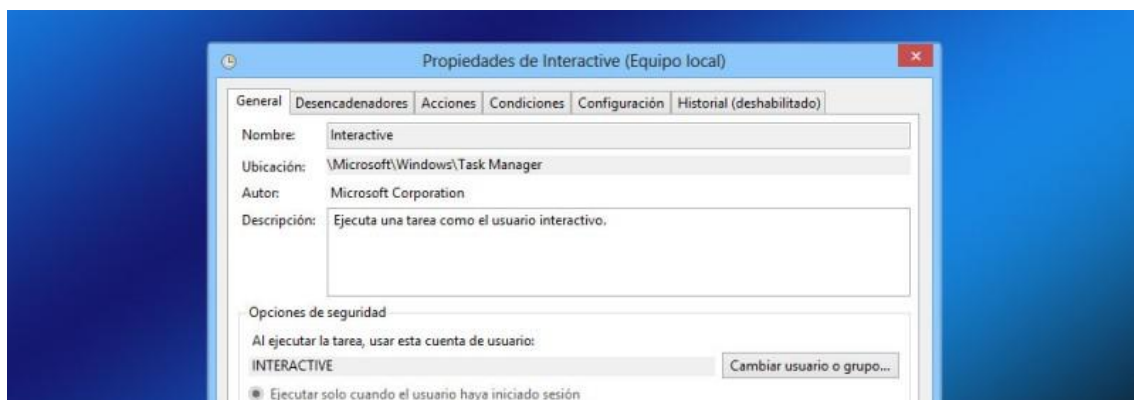 Propiedades de Interactive (Equipo local)
General Desencadenadores Acciones Condiciones Configuración Historial (deshabilitado)
Nombre: Interactive
Ubicación: \Microsoft\Windows\Task Manager
Autor: Microsoft Corporation
Descripción: Ejecuta una tarea como el usuario interactivo.
Opciones de seguridad
Al ejecutar la tarea, usar esta cuenta de usuario:
INTERACTIVE Cambiar usuario o grupo...
Ejecutar solo cuando el usuario haya iniciado sesión